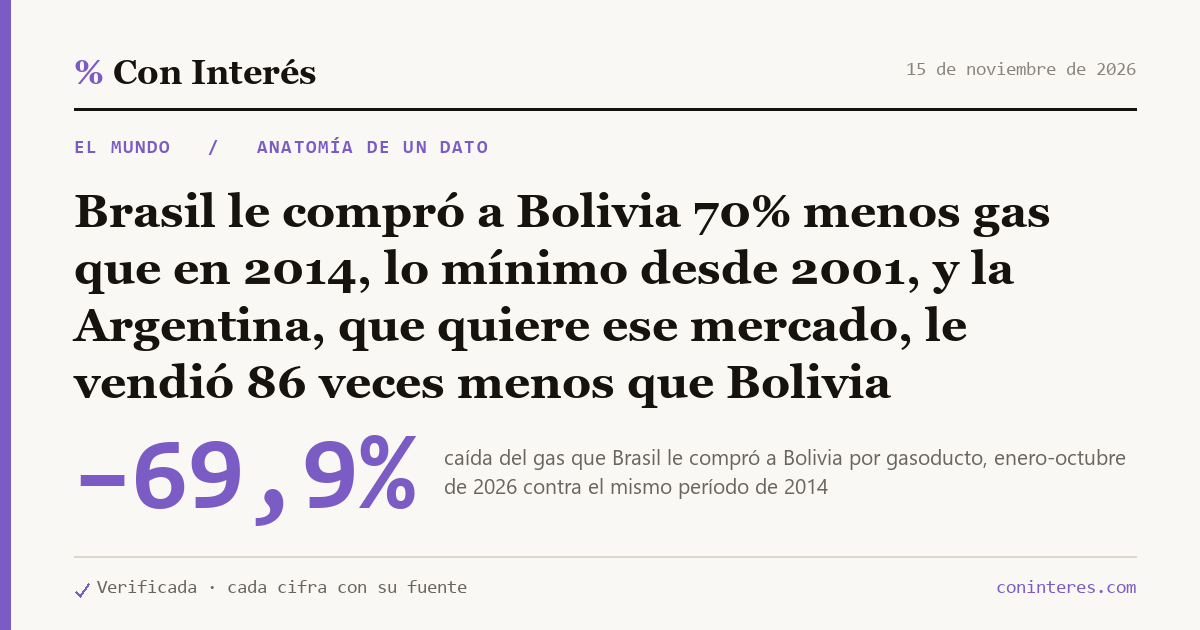 % Con Interés
15 de noviembre de 2026
EL MUNDO / ANATOMÍA DE UN DATO
Brasil le compró a Bolivia 70% menos gas
que en 2014, lo mínimo desde 2001, y la
Argentina, que quiere ese mercado, le
vendió 86 veces menos que Bolivia
−69,9%
caída del gas que Brasil le compró a Bolivia por gasoducto, enero-octubre
de 2026 contra el mismo período de 2014
✓ Verificada · cada cifra con su fuente
coninteres.com